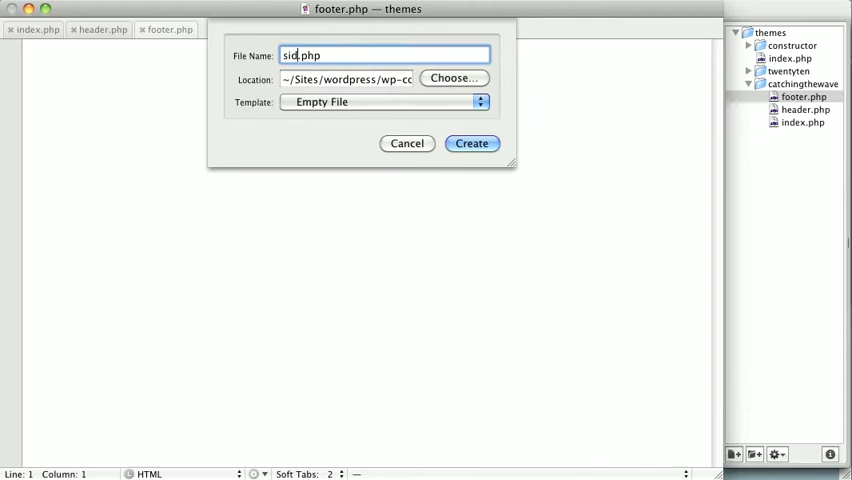 footer.php — themes
index.php
header.php
footer.php
File Name:
sid.php
Location:
~/Sites/wordpress/wp-cc
Choose...
Template:
Empty File
Cancel
Create
themes
constructor
index.php
twentyten
catchingthewave
footer.php
header.php
index.php
Line: 1 Column: 1
HTML
Soft Tabs: 2
—